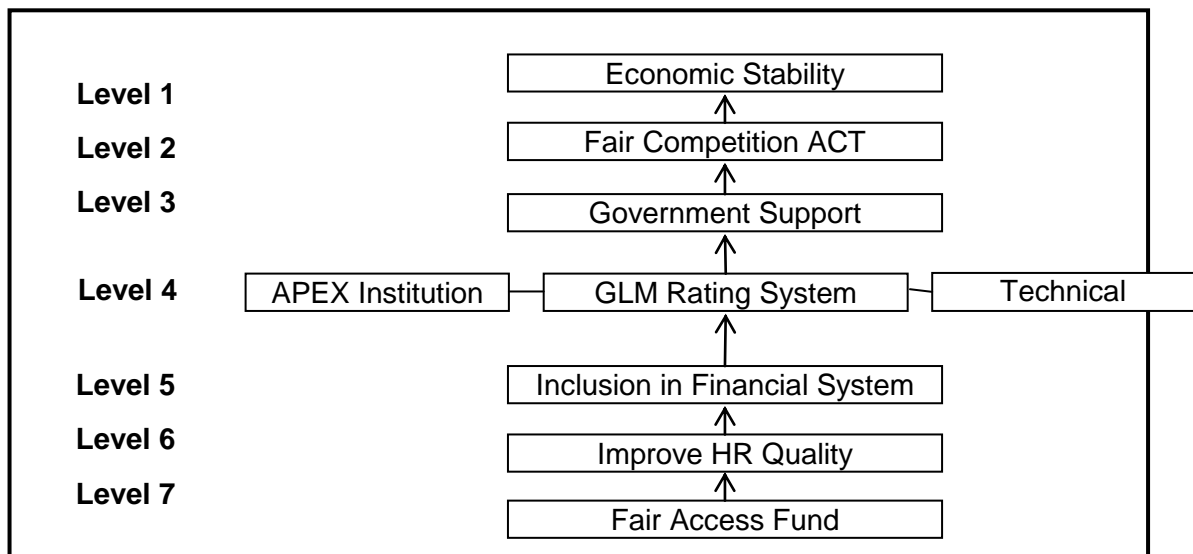 Economic Stability
Level 1
Fair Competition ACT
Level 2
Level 3
Government Support
Level 4
APEX Institution
GLM Rating System
Technical
Level 5
Inclusion in Financial System
Level 6
Improve HR Quality
Level 7
Fair Access Fund